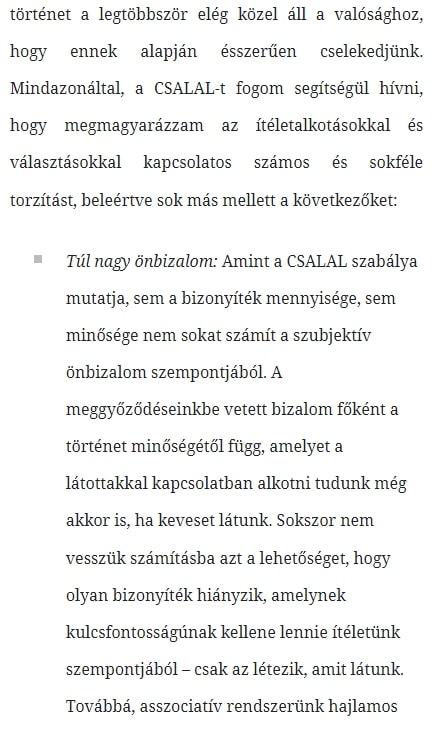 történet a legtöbbször elég közel áll a valósághoz,
hogy ennek alapján ésszerűen cselekedjünk.
Mindazonáltal, a CSALAL-t fogom segítségül hívni,
hogy megmagyarázzam az ítéletalkotásokkal és
választásokkal kapcsolatos számos és sokféle
torzítást, beleértve sok más mellett a következőket:
Túl nagy önbizalom: Amint a CSALAL szabálya
mutatja, sem a bizonyíték mennyisége, sem
minősége nem sokat számít a szubjektív
önbizalom szempontjából. A
meggyőződéseinkbe vetett bizalom főként a
történet minőségétől függ, amelyet a
látottakkal kapcsolatban alkotni tudunk még
akkor is, ha keveset látunk. Sokszor nem
vesszük számításba azt a lehetőséget, hogy
olyan bizonyíték hiányzik, amelynek
kulcsfontosságúnak kellene lennie ítéletünk
szempontjából – csak az létezik, amit látunk.
Továbbá, asszociatív rendszerünk hajlamos